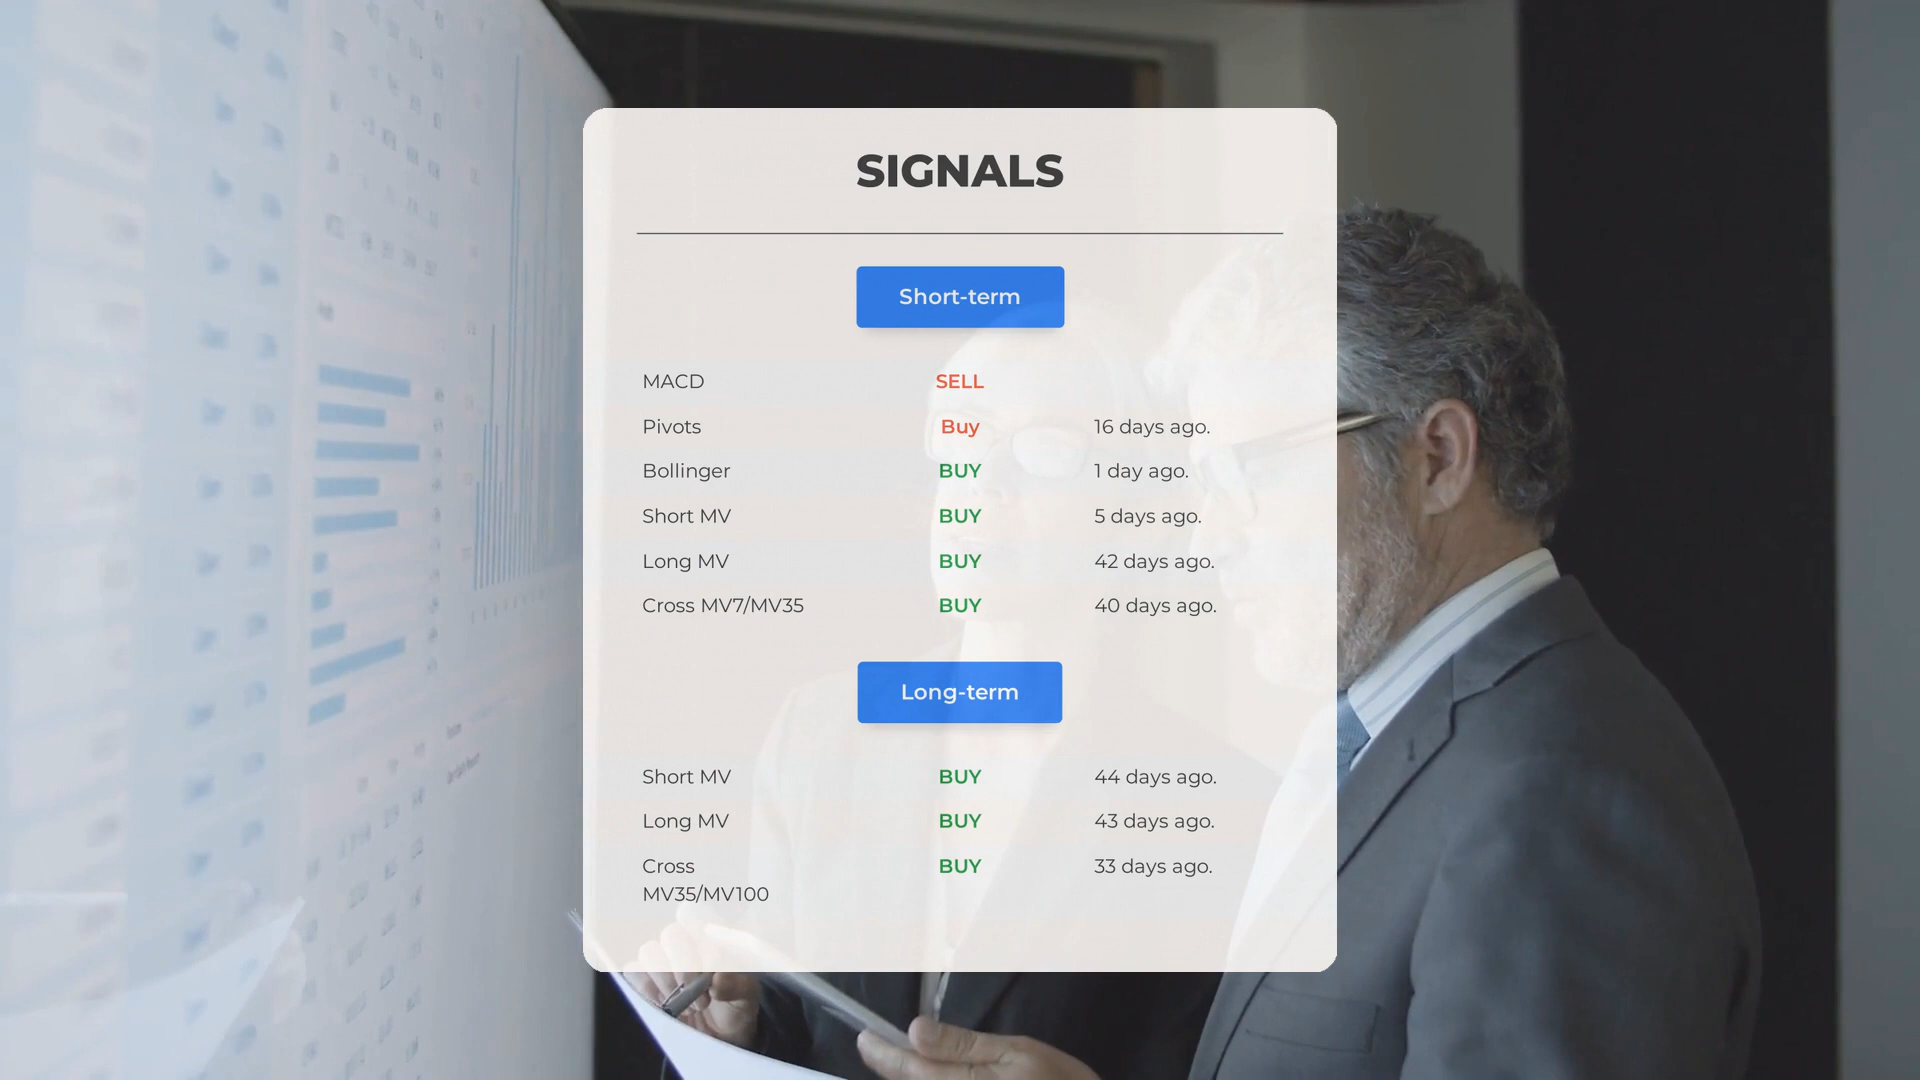 SIGNALS
Short-term
MACD SELL
Pivots Buy 16 days ago.
Bollinger BUY 1 day ago.
Short MV BUY 5 days ago.
Long MV BUY 42 days ago.
Cross MV7/MV35 BUY 40 days ago.
Long-term
Short MV BUY 44 days ago.
Long MV BUY 43 days ago.
Cross BUY 33 days ago.
MV35/MV100